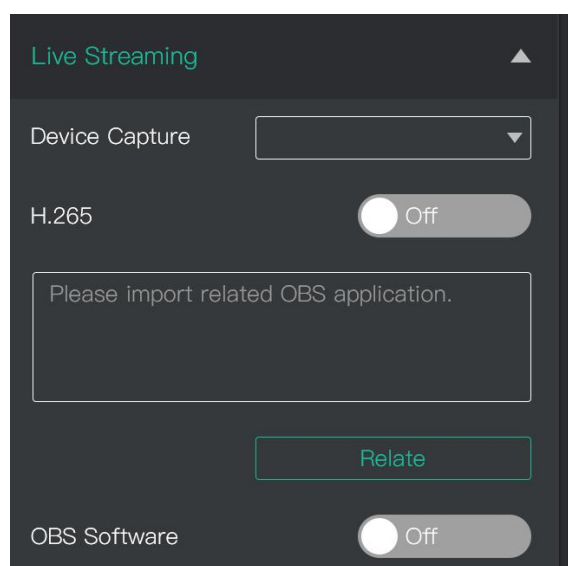 Live Streaming
Device Capture
H.265
Off
Please import related OBS application.
Relate
OBS Software
Off